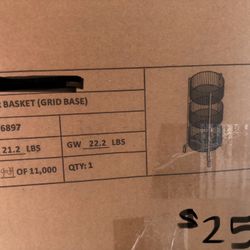 R BASKET (GRID BASE)
6897
21.2 LBS
GW 22.2 LBS
OF 11,000
QTY: 1
$25